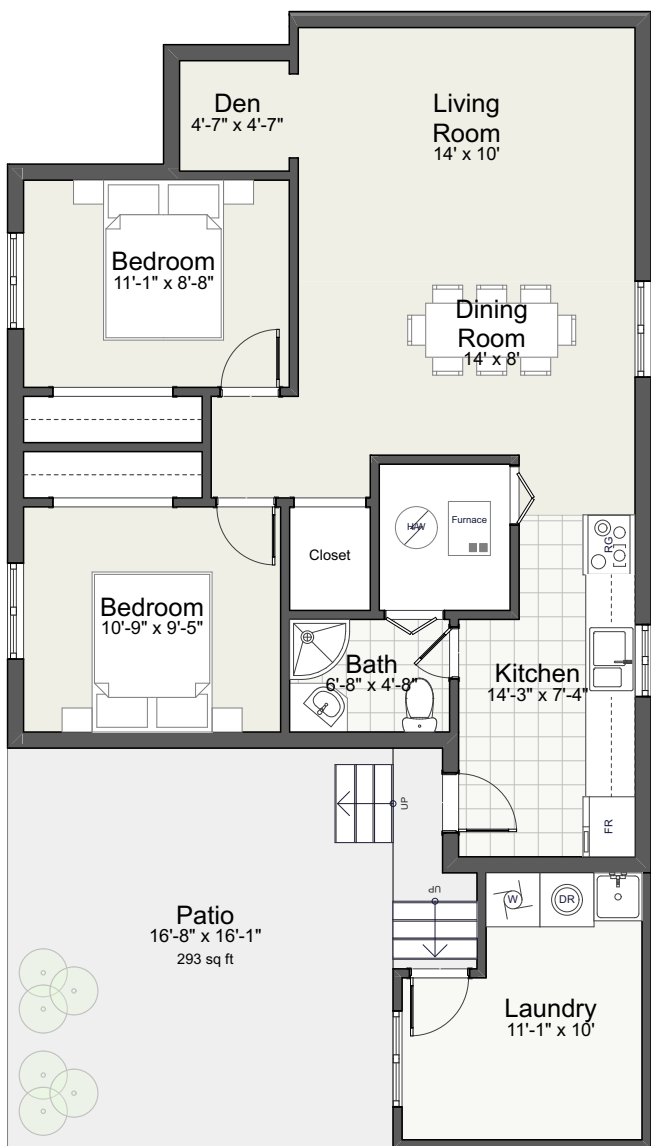 Den
4'-7" x 4'-7"
Living
Room
14' x 10'
Bedroom
11'-1" x 8'-8"
Dining
Room
14' x 8'
H/W
Furnace
RG
Closet
Bedroom
10'-9" x 9'-5"
Bath
6'-8" x 4'-8"
Kitchen
14'-3" x 7'-4"
UP
FR
UP
W
DR
Patio
16'-8" x 16'-1"
293 sq ft
Laundry
11'-1" x 10'